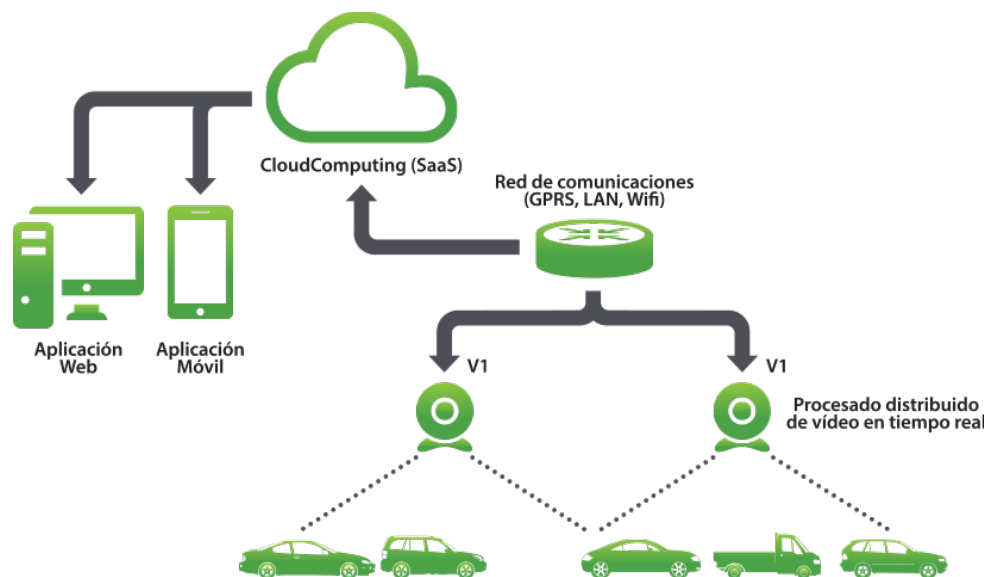 CloudComputing (SaaS)
Red de comunicaciones
(GPRS, LAN, Wifi)
Aplicación
Web
Aplicación
Móvil
V1
V1
Procesado distribuido
de vídeo en tiempo real